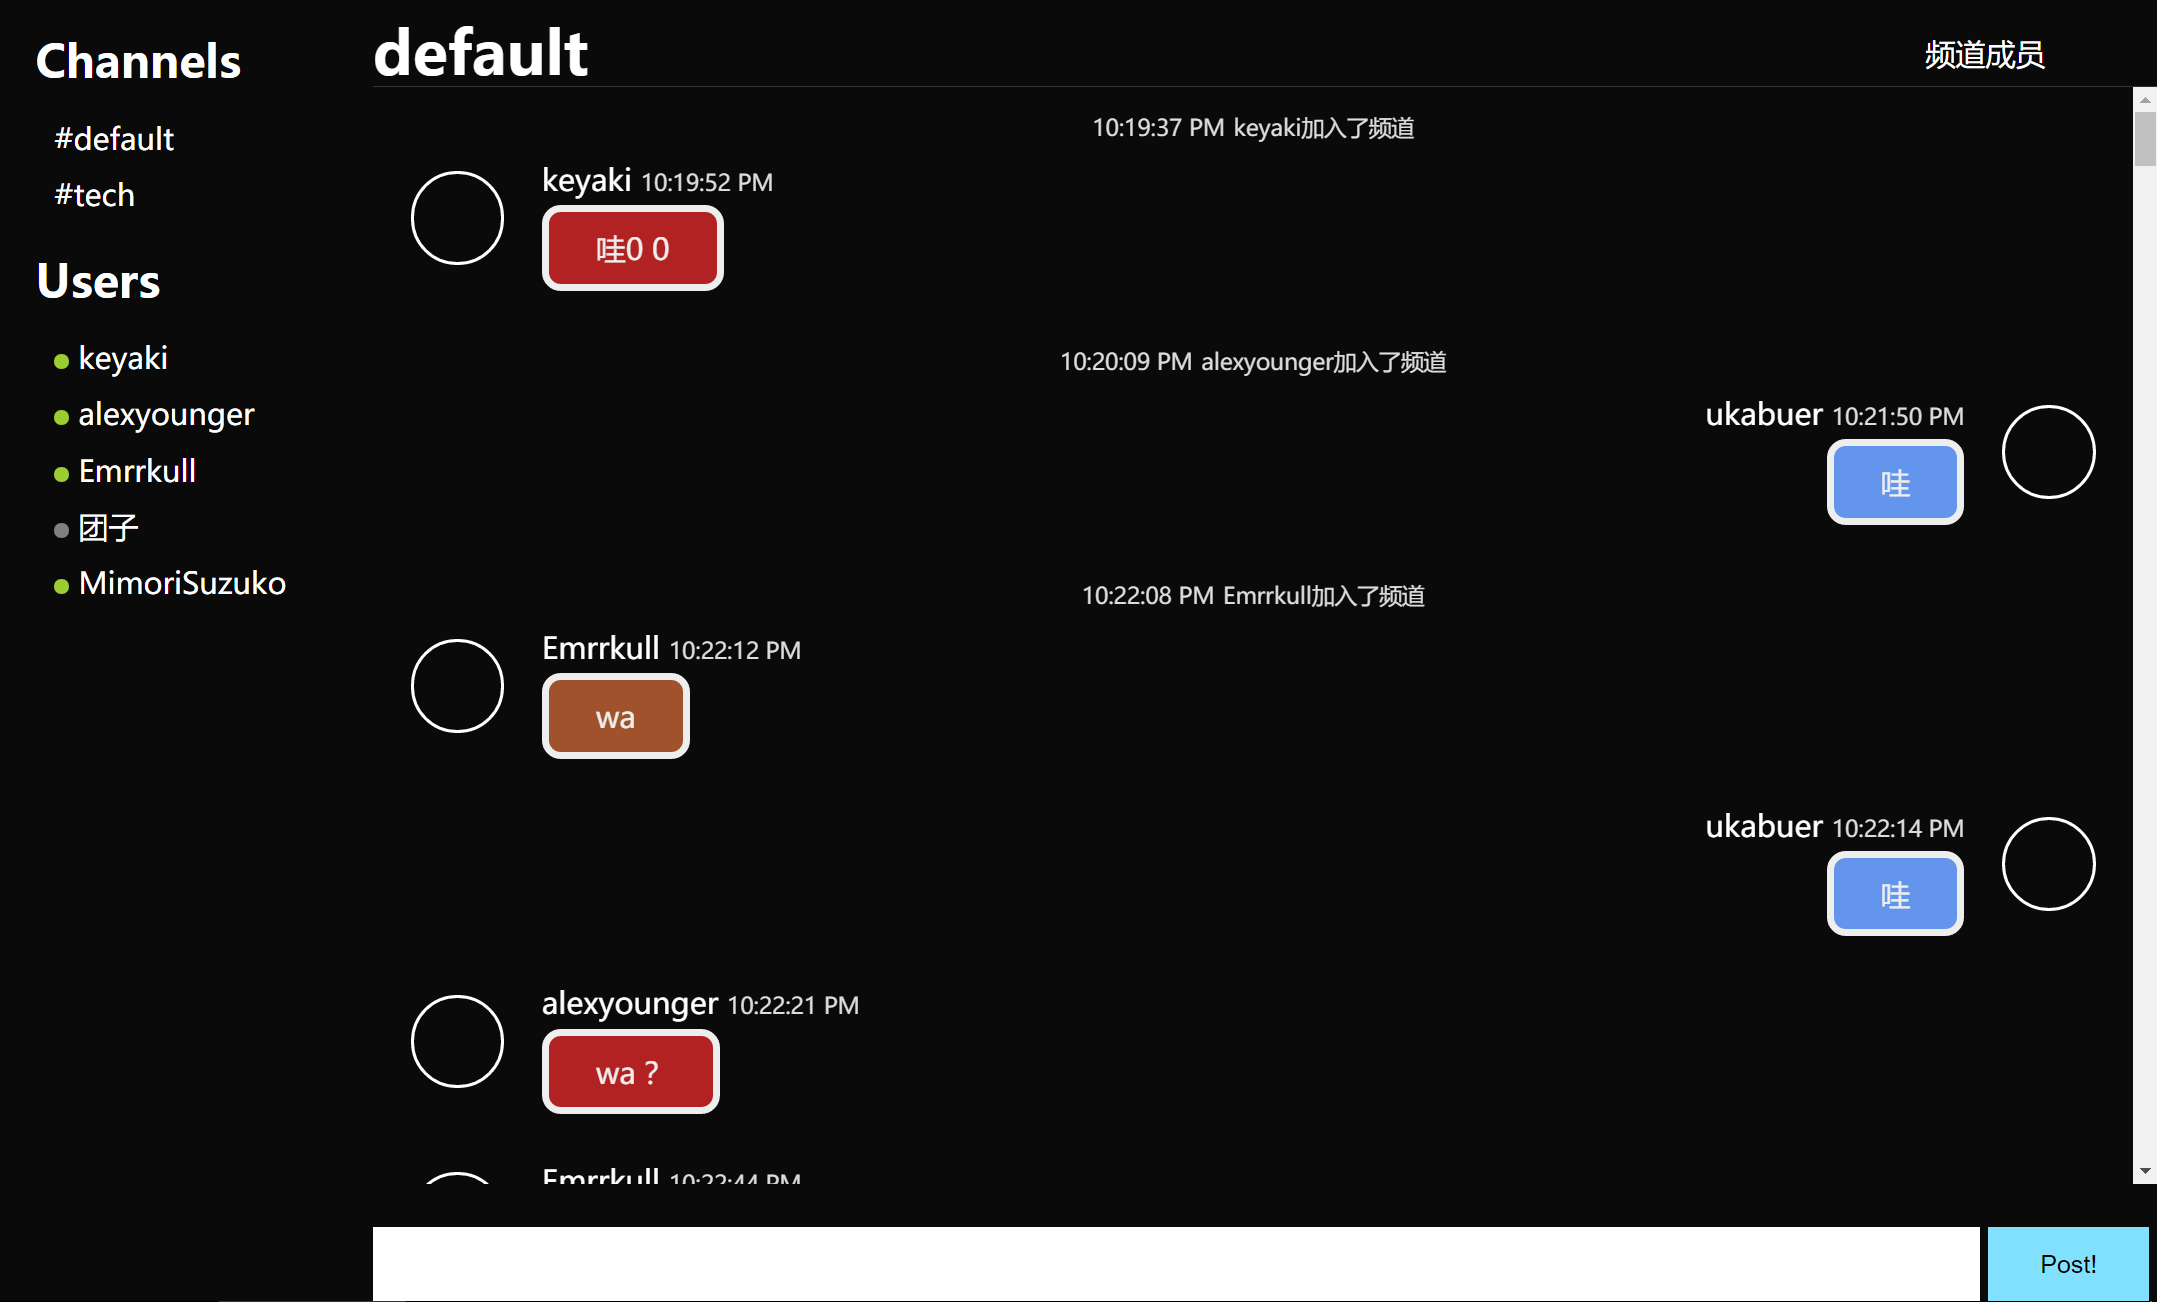 Channels
#default
#tech
Users
keyaki
alexyounger
Emrrkull
团子
MimoriSuzuko
default
频道成员
10:19:37 PM keyaki加入了频道
keyaki 10:19:52 PM
哇0 0
10:20:09 PM alexyounger加入了频道
ukabuer 10:21:50 PM
哇
10:22:08 PM Emrrkull加入了频道
Emrrkull 10:22:12 PM
wa
ukabuer 10:22:14 PM
哇
alexyounger 10:22:21 PM
wa ?
Emrrkull 10:22:44 PM
Post!